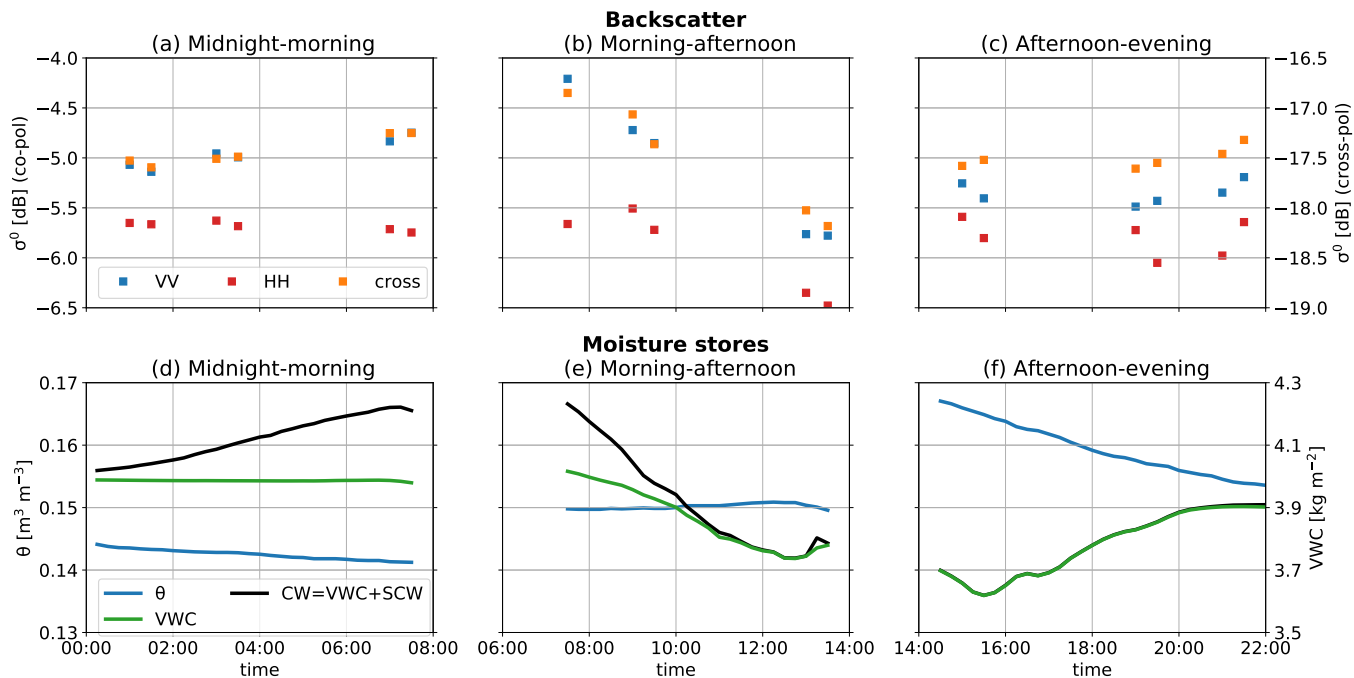 Backscatter
(a) Midnight-morning
(b) Morning-afternoon
(c) Afternoon-evening
−4.0
−4.5
−5.0
−5.5
−6.0
−6.5
σ⁰ [dB] (co-pol)
VV
HH
cross
−16.5
−17.0
−17.5
−18.0
−18.5
−19.0
σ⁰ [dB] (cross-pol)
Moisture stores
(d) Midnight-morning
(e) Morning-afternoon
(f) Afternoon-evening
0.17
0.16
0.15
0.14
0.13
θ [m³ m⁻³]
θ
VWC
CW=VWC+SCW
4.3
4.1
3.9
3.7
3.5
VWC [kg m⁻²]
00:00 02:00 04:00 06:00 08:00
time
06:00 08:00 10:00 12:00 14:00
time
14:00 16:00 18:00 20:00 22:00
time